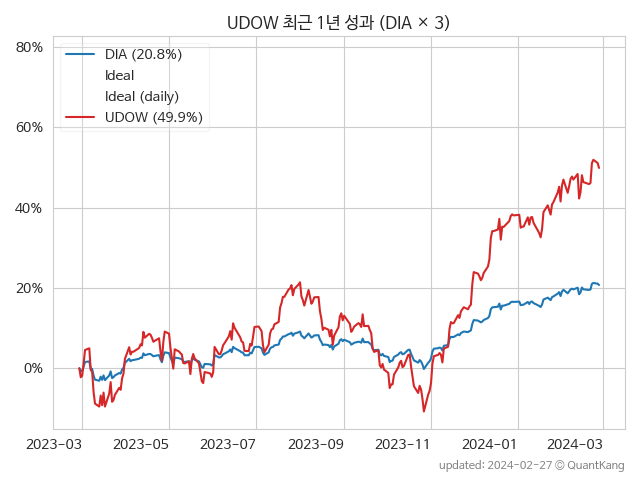 UDOW 최근 1년 성과 (DIA × 3)
80%
60%
40%
20%
0%
DIA (20.8%)
Ideal
Ideal (daily)
UDOW (49.9%)
2023-03 2023-05 2023-07 2023-09 2023-11 2024-01 2024-03
updated: 2024-02-27 © QuantKang